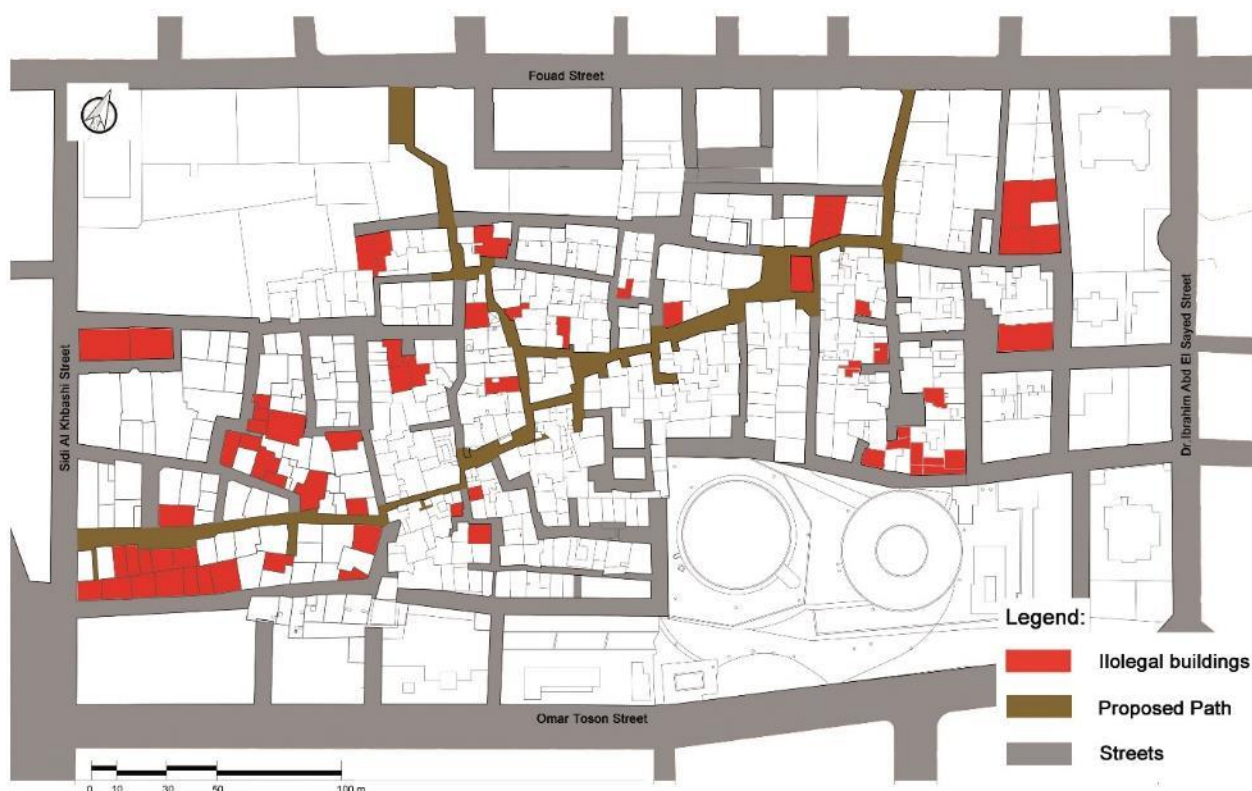 Fouad Street
Sidi Al Khbashi Street
Dr.Ibrahim Abd El Sayed Street
Omar Toson Street
Legend:
Ilolegal buildings
Proposed Path
Streets
0 10 30 50 100 m